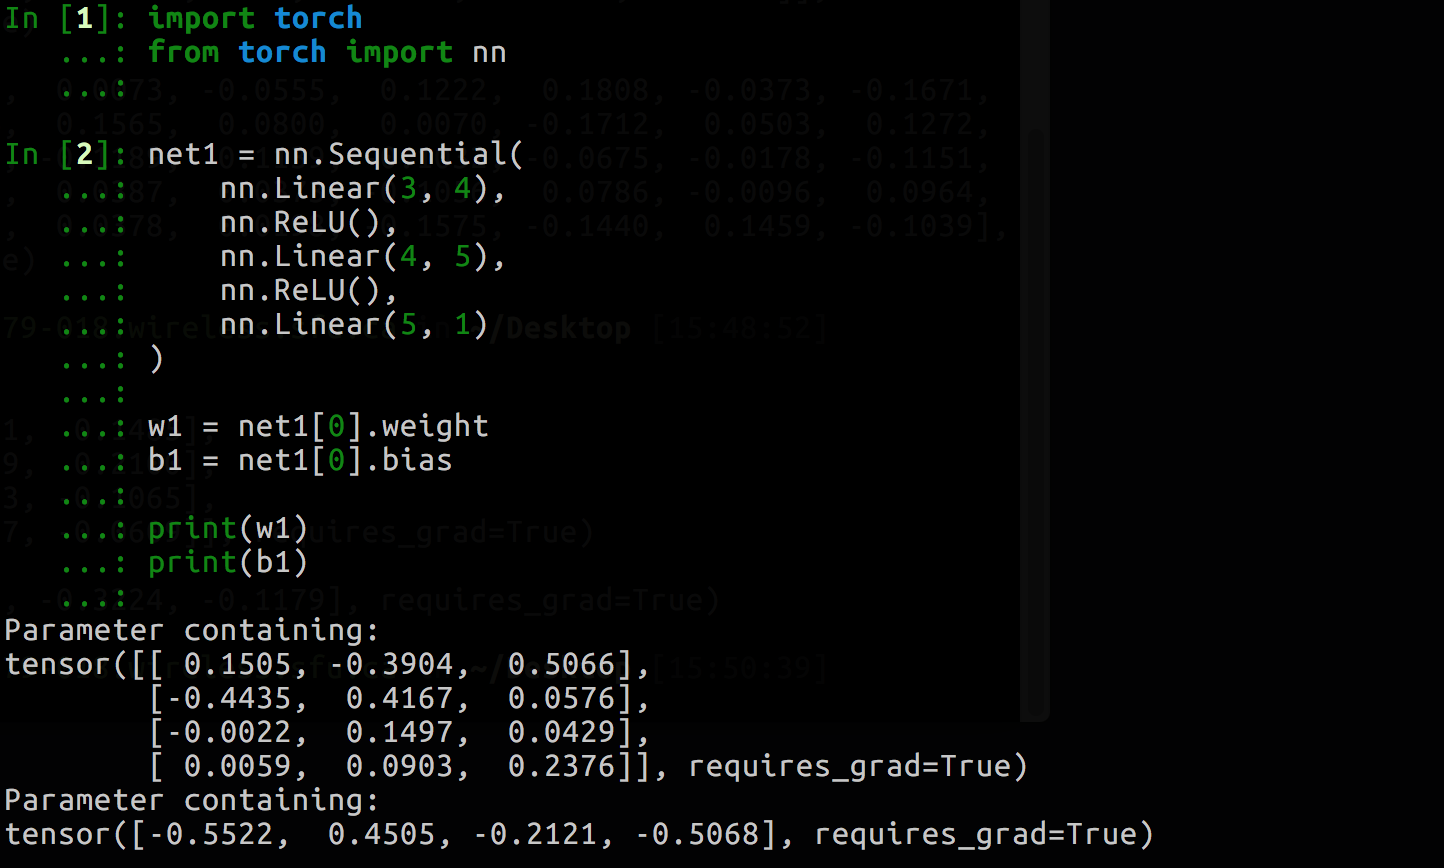 In [1]: import torch
   ...: from torch import nn
   ...:
In [2]: net1 = nn.Sequential(
   ...:     nn.Linear(3, 4),
   ...:     nn.ReLU(),
   ...:     nn.Linear(4, 5),
   ...:     nn.ReLU(),
   ...:     nn.Linear(5, 1)
   ...: )
   ...:
   ...: w1 = net1[0].weight
   ...: b1 = net1[0].bias
   ...:
   ...: print(w1)
   ...: print(b1)
   ...:
Parameter containing:
tensor([[ 0.1505, -0.3904,  0.5066],
        [-0.4435,  0.4167,  0.0576],
        [-0.0022,  0.1497,  0.0429],
        [ 0.0059,  0.0903,  0.2376]], requires_grad=True)
Parameter containing:
tensor([-0.5522,  0.4505, -0.2121, -0.5068], requires_grad=True)